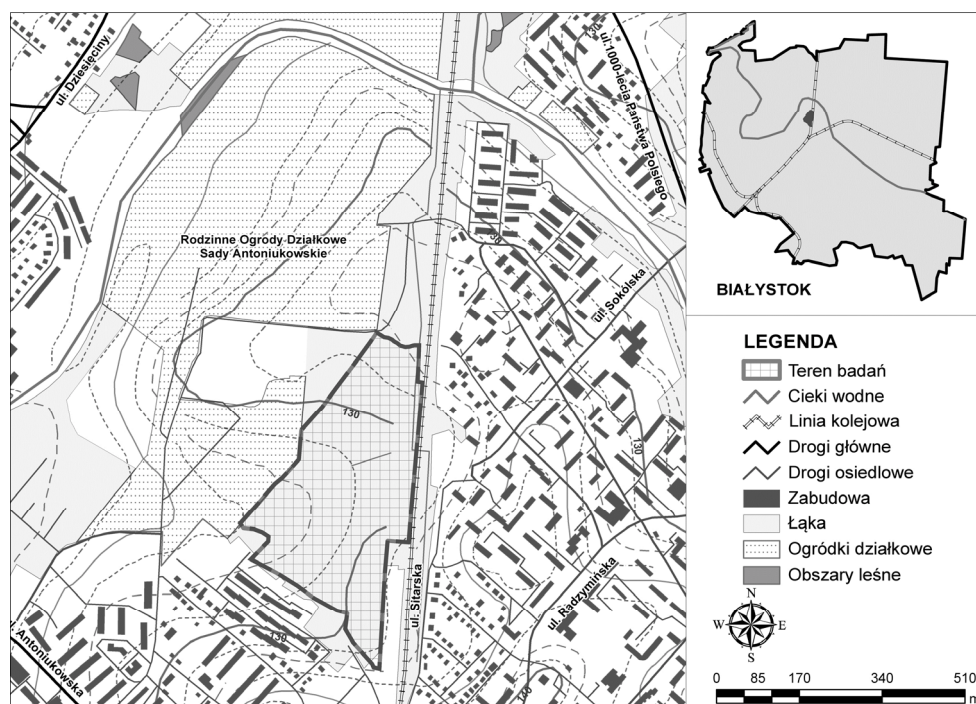 ul. Dziesięciny
130
ul.1000-lecia Państwa Polskiego
Rodzinne Ogrody Działkowe
Sady Antoniukowskie
130
ul. Sokólska
130
130
ul. Sitarska
ul. Radzymińska
130
Antoniukowska
140
BIAŁYSTOK
LEGENDA
Teren badań
Cieki wodne
Linia kolejowa
Drogi główne
Drogi osiedlowe
Zabudowa
Łąka
Ogródki działkowe
Obszary leśne
N
W E
S
0 85 170 340 510
m